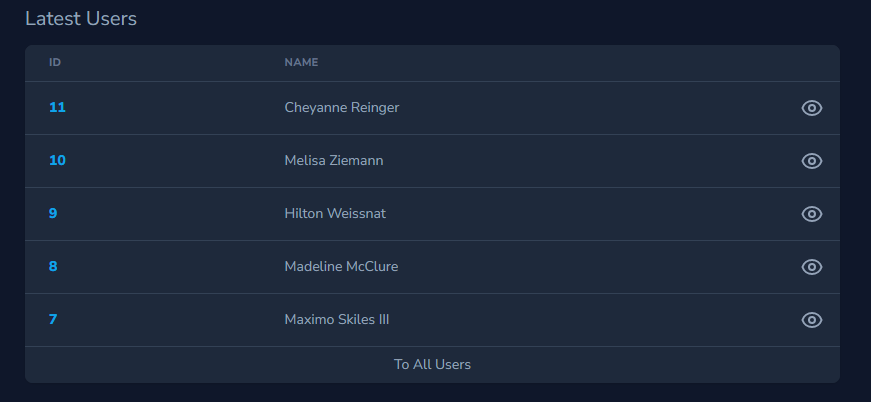 Latest Users
ID NAME
11 Cheyanne Reinger
10 Melisa Ziemann
9 Hilton Weissnat
8 Madeline McClure
7 Maximo Skiles III
To All Users